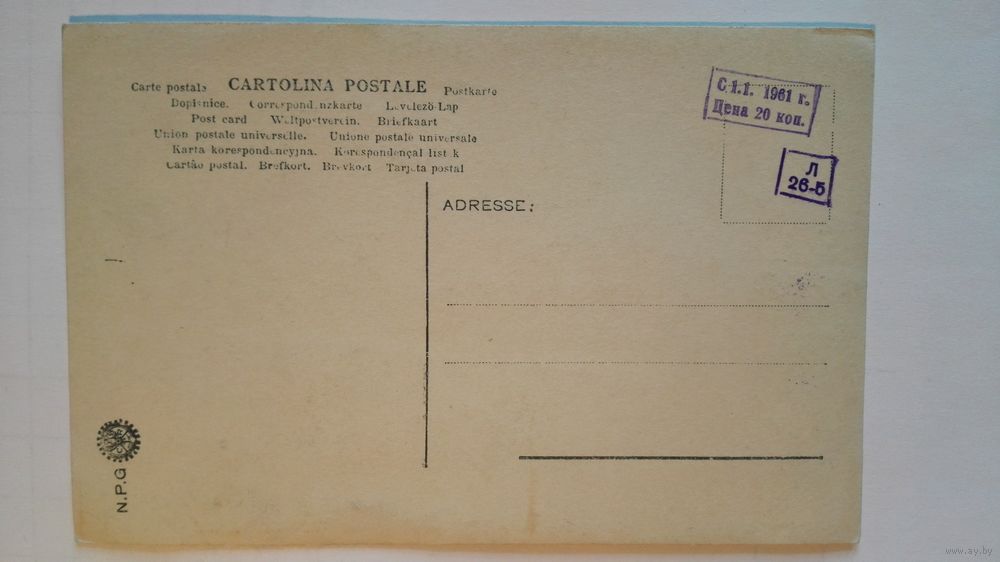 Carte postale CARTOLINA POSTALE Postkarte
Dopisnice. Correspondenzkarte Levelező-Lap
Post card Weltpostverein. Briefkaart
Union postale universelle. Unione postale universale
Karta korespondencyjna. Korespondençal list k
Cartão postal. Brefkort. Brevkort Tarjeta postal
С 1.1. 1961 г.
Цена 20 коп.
Л
26-5
ADRESSE:
N.P.G
www.ay.by